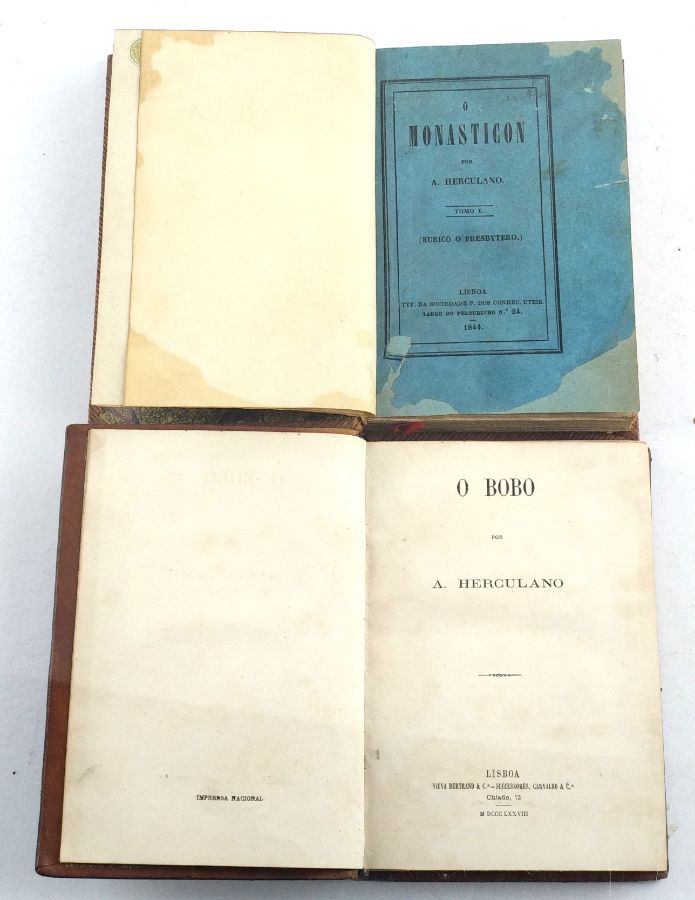 O
MONASTICON
POR
A. HERCULANO.
TOMO I.
(EURICO O PRESBYTERO.)
LISBOA
TYP. DA SOCIEDADE P. DOS CONHEC. UTEIS.
LARGO DO PELOURINHO N.º 24.
1844.
IMPRENSA NACIONAL
O BOBO
POR
A. HERCULANO
LISBOA
VIUVA BERTRAND & C.ª — SUCCESSORES, CARVALHO & C.ª
Chiado, 73
M DCCC LXXVIII